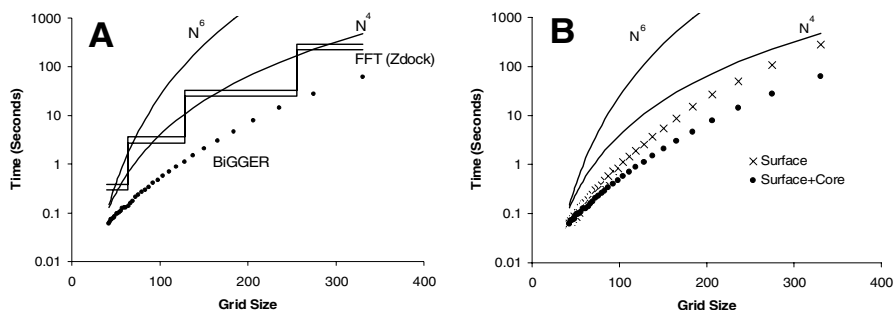 A
1000
100
10
1
0.1
0.01
Time (Seconds)
N6
N4
FFT (Zdock)
BiGGER
0
100
200
300
400
Grid Size
B
1000
100
10
1
0.1
0.01
Time (Seconds)
N6
N4
× Surface
● Surface+Core
0
100
200
300
400
Grid Size